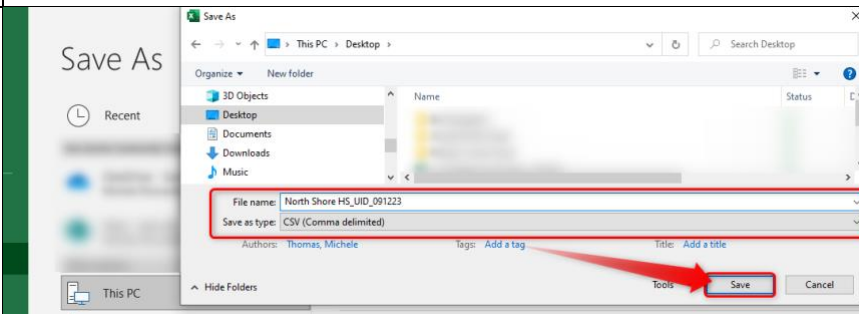 Save As
Save As
This PC > Desktop >
Search Desktop
Organize
New folder
3D Objects
Name
Status
Recent
Desktop
Documents
Downloads
Music
File name: North Shore HS_UID_091223
Save as type: CSV (Comma delimited)
Authors: Thomas, Michele
Tags: Add a tag
Title: Add a title
This PC
Hide Folders
Tools
Save
Cancel